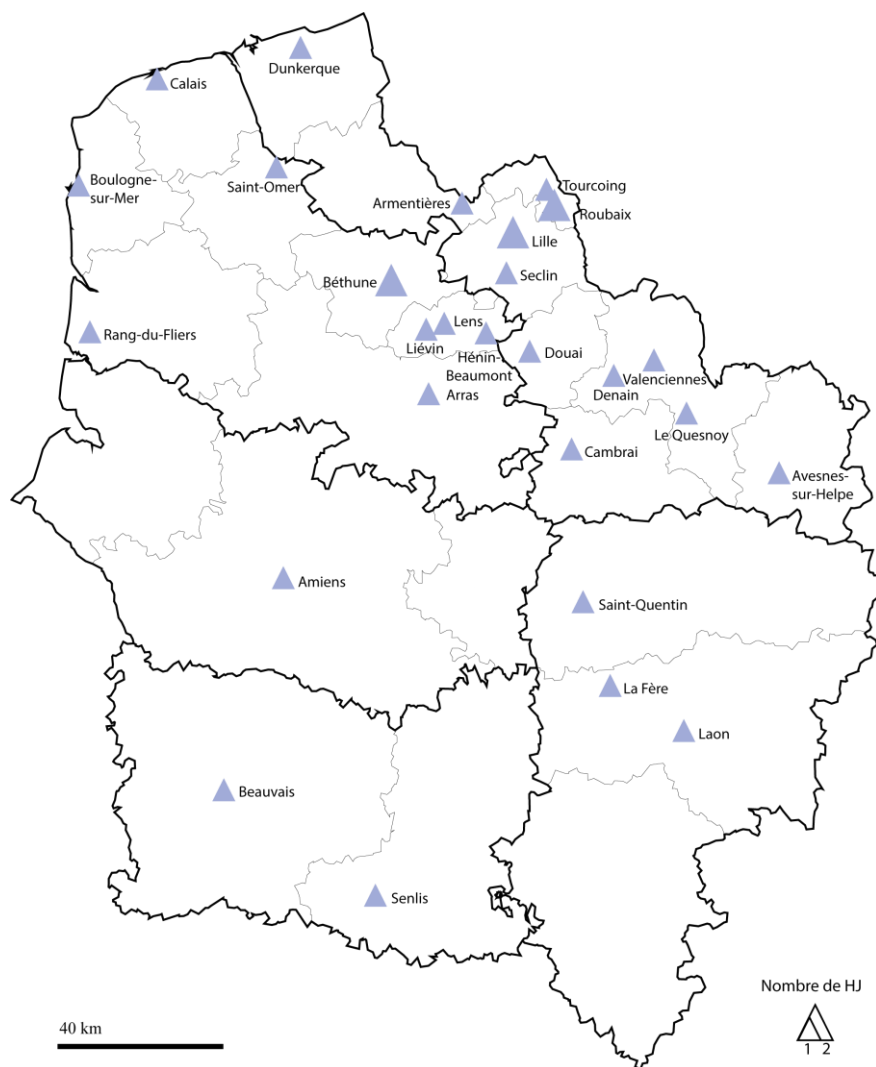 Dunkerque
Calais
Boulogne-
sur-Mer
Saint-Omer
Armentières
Tourcoing
Roubaix
Lille
Seclin
Béthune
Rang-du-Fliers
Lens
Liévin
Hénin-
Beaumont
Arras
Douai
Valenciennes
Denain
Le Quesnoy
Cambrai
Avesnes-
sur-Helpe
Amiens
Saint-Quentin
La Fère
Laon
Beauvais
Senlis
40 km
Nombre de HJ
1 2